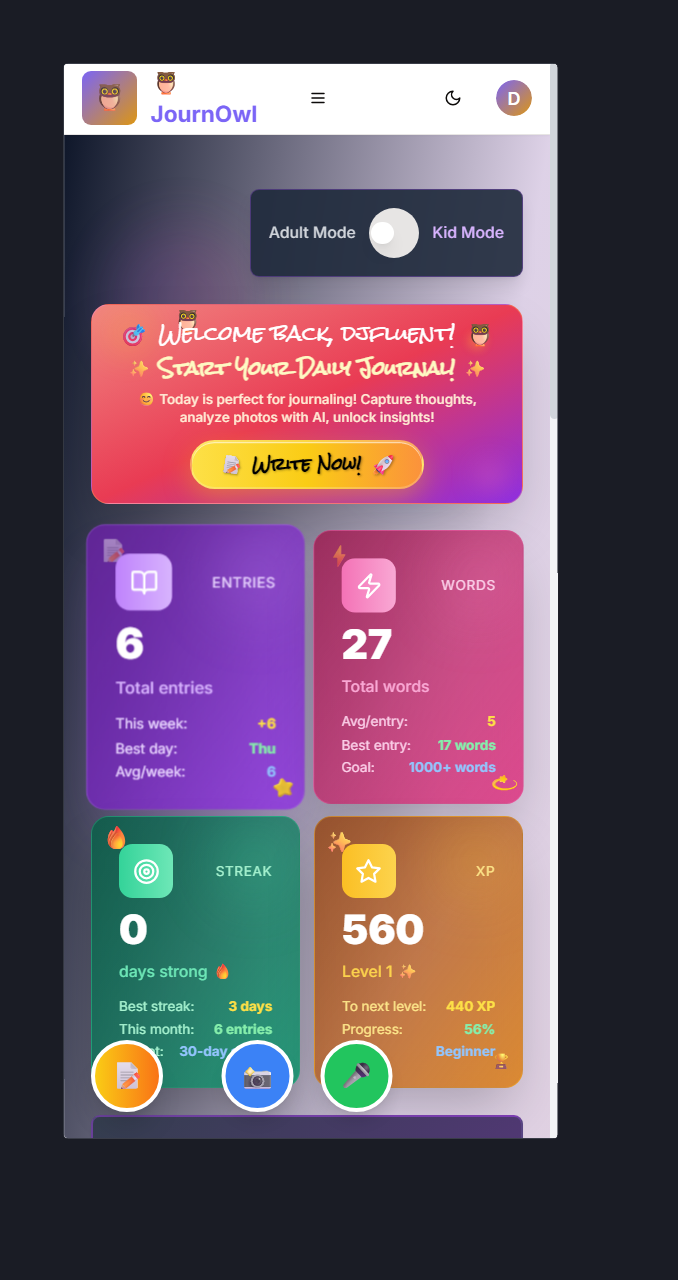 JournOwl
D
Adult Mode Kid Mode
Welcome back, djfluent!
Start Your Daily Journal!
Today is perfect for journaling! Capture thoughts,
analyze photos with AI, unlock insights!
Write Now!
ENTRIES
6
Total entries
This week: +6
Best day: Thu
Avg/week: 6
WORDS
27
Total words
Avg/entry: 5
Best entry: 17 words
Goal: 1000+ words
STREAK
0
days strong
Best streak: 3 days
This month: 6 entries
30-day
XP
560
Level 1
To next level: 440 XP
Progress: 56%
Beginner